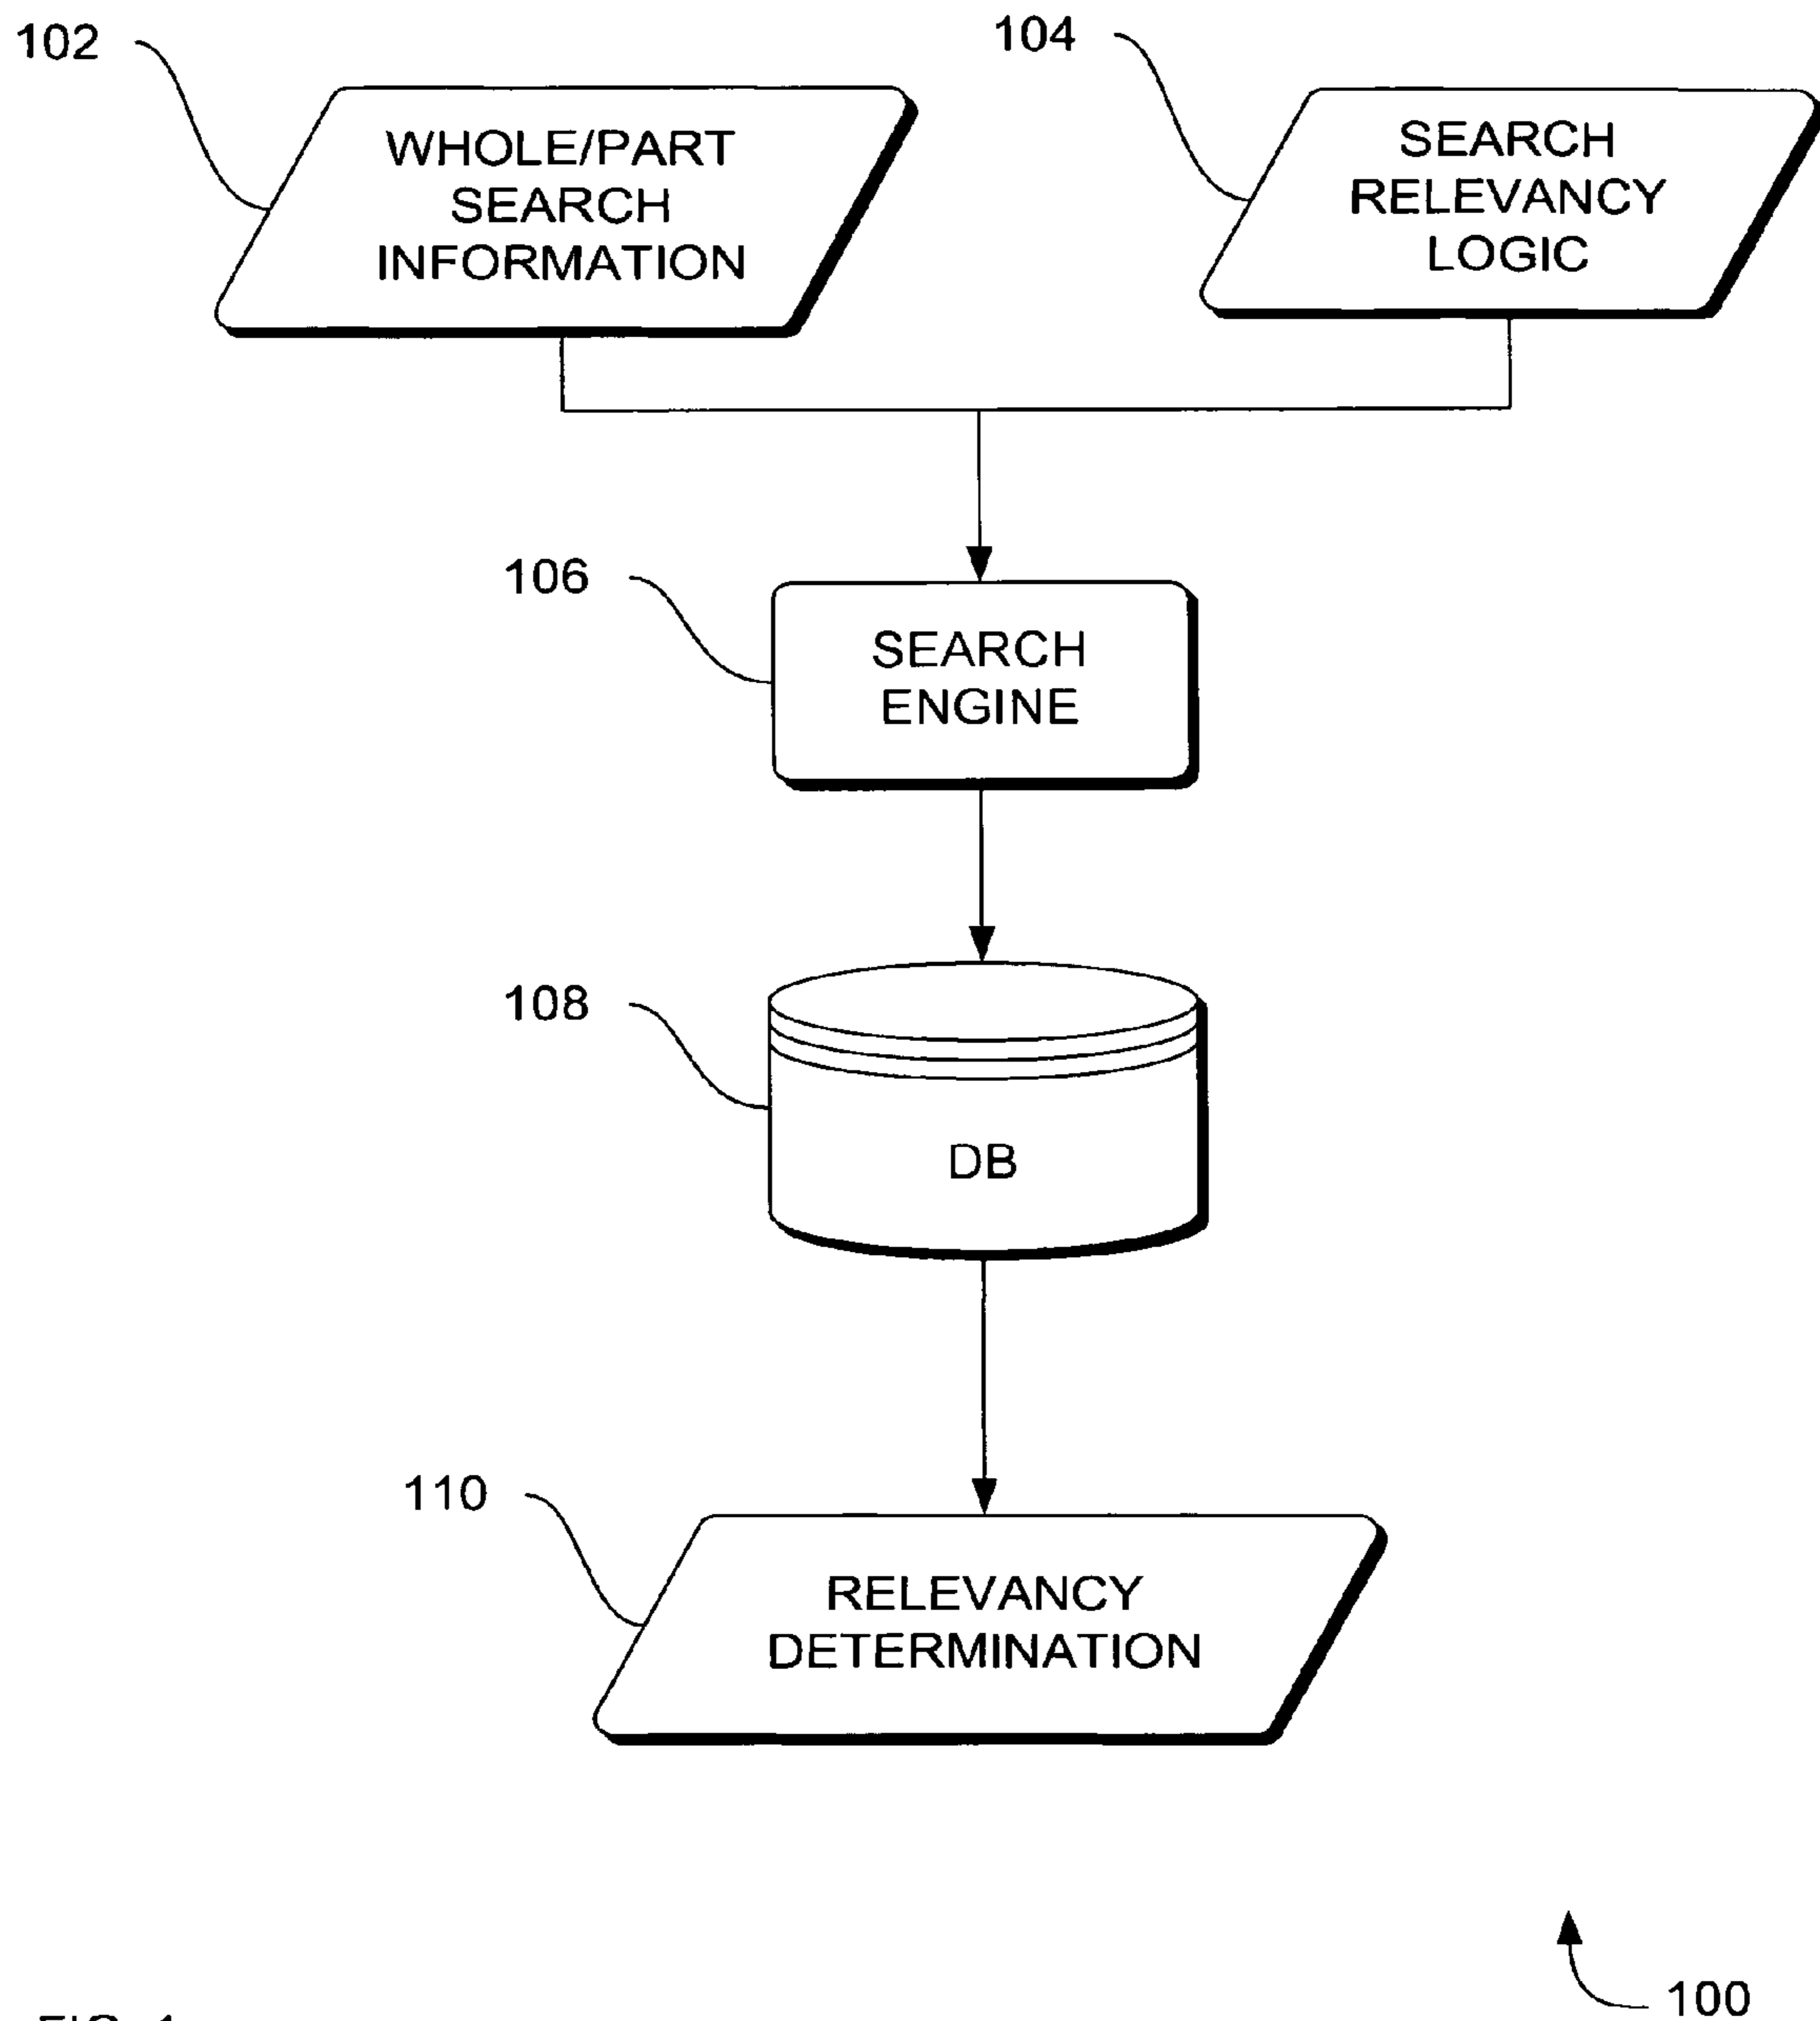 102
104
WHOLE/PART
SEARCH
INFORMATION
SEARCH
RELEVANCY
LOGIC
106
SEARCH
ENGINE
108
DB
110
RELEVANCY
DETERMINATION
100